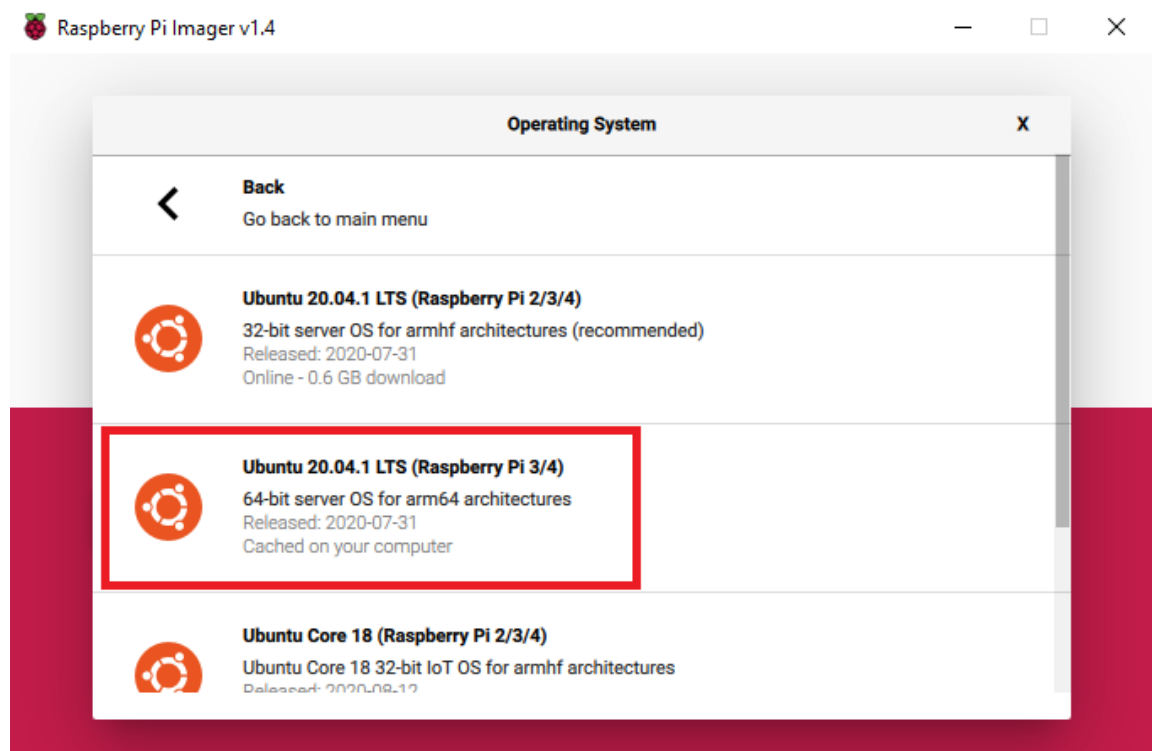 Raspberry Pi Imager v1.4
Operating System
X
Back
Go back to main menu
Ubuntu 20.04.1 LTS (Raspberry Pi 2/3/4)
32-bit server OS for armhf architectures (recommended)
Released: 2020-07-31
Online - 0.6 GB download
Ubuntu 20.04.1 LTS (Raspberry Pi 3/4)
64-bit server OS for arm64 architectures
Released: 2020-07-31
Cached on your computer
Ubuntu Core 18 (Raspberry Pi 2/3/4)
Ubuntu Core 18 32-bit IoT OS for armhf architectures
Released: 2020-08-12